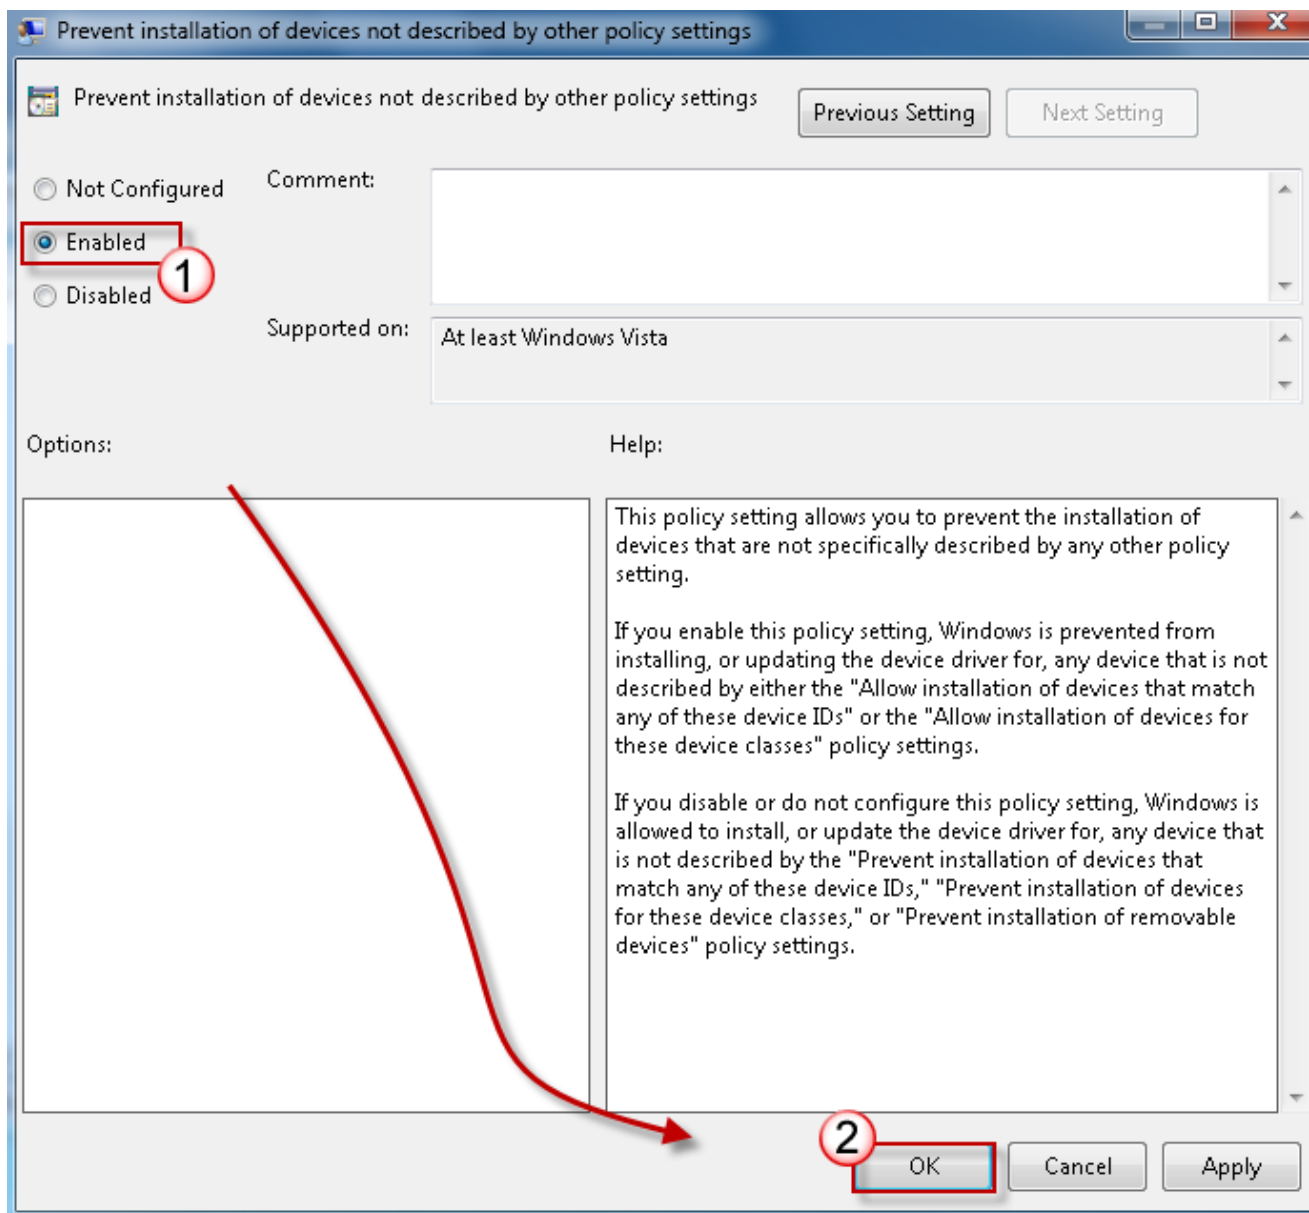 Prevent installation of devices not described by other policy settings
Prevent installation of devices not described by other policy settings
Previous Setting
Next Setting
Not Configured
Comment:
Enabled
1
Disabled
Supported on:
At least Windows Vista
Options:
Help:
This policy setting allows you to prevent the installation of
devices that are not specifically described by any other policy
setting.
If you enable this policy setting, Windows is prevented from
installing, or updating the device driver for, any device that is not
described by either the "Allow installation of devices that match
any of these device IDs" or the "Allow installation of devices for
these device classes" policy settings.
If you disable or do not configure this policy setting, Windows is
allowed to install, or update the device driver for, any device that
is not described by the "Prevent installation of devices that
match any of these device IDs," "Prevent installation of devices
for these device classes," or "Prevent installation of removable
devices" policy settings.
2
OK
Cancel
Apply